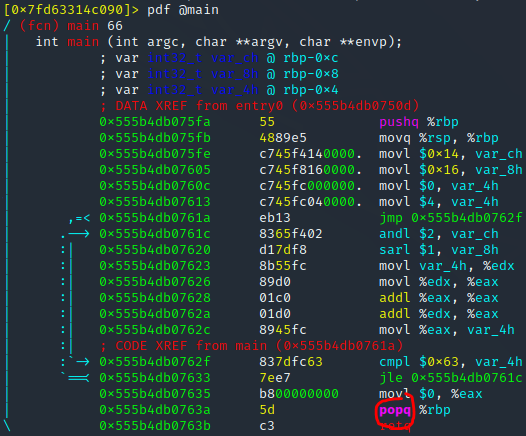 [0x7fd63314c090]> pdf @main
/ (fcn) main 66
|   int main (int argc, char **argv, char **envp);
|           ; var int32_t var_ch @ rbp-0xc
|           ; var int32_t var_8h @ rbp-0x8
|           ; var int32_t var_4h @ rbp-0x4
|           ; DATA XREF from entry0 (0x555b4db0750d)
|           0x555b4db075fa      55             pushq %rbp
|           0x555b4db075fb      4889e5         movq %rsp, %rbp
|           0x555b4db075fe      c745f4140000.  movl $0x14, var_ch
|           0x555b4db07605      c745f8160000.  movl $0x16, var_8h
|           0x555b4db0760c      c745fc000000.  movl $0, var_4h
|           0x555b4db07613      c745fc040000.  movl $4, var_4h
|       ,=< 0x555b4db0761a      eb13           jmp 0x555b4db0762f
|      .--> 0x555b4db0761c      8365f402       andl $2, var_ch
|      :|   0x555b4db07620      d17df8         sarl $1, var_8h
|      :|   0x555b4db07623      8b55fc         movl var_4h, %edx
|      :|   0x555b4db07626      89d0           movl %edx, %eax
|      :|   0x555b4db07628      01c0           addl %eax, %eax
|      :|   0x555b4db0762a      01d0           addl %edx, %eax
|      :|   0x555b4db0762c      8945fc         movl %eax, var_4h
|      :|   ; CODE XREF from main (0x555b4db0761a)
|      :`-> 0x555b4db0762f      837dfc63       cmpl $0x63, var_4h
|      `==< 0x555b4db07633      7ee7           jle 0x555b4db0761c
|           0x555b4db07635      b800000000     movl $0, %eax
|           0x555b4db0763a      5d             popq %rbp
\           0x555b4db0763b      c3             retq